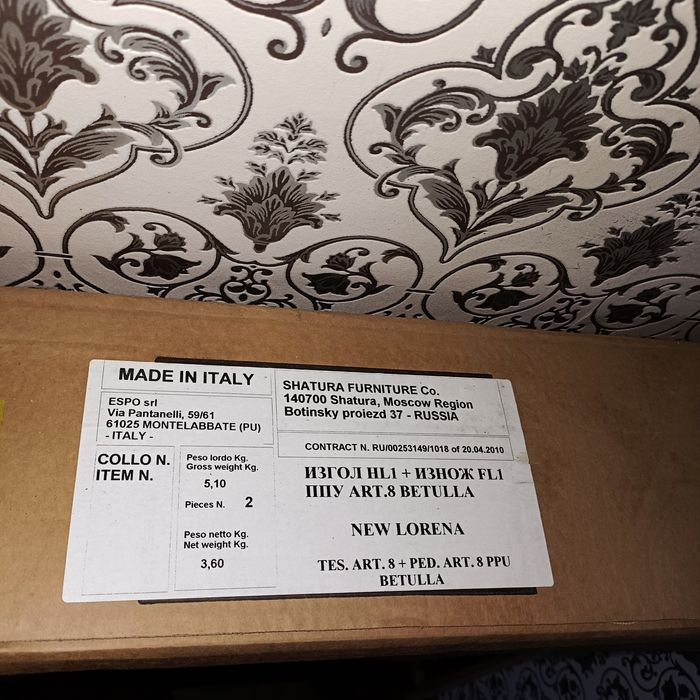 MADE IN ITALY
ESPO srl
Via Pantanelli, 59/61
61025 MONTELABBATE (PU)
- ITALY -
SHATURA FURNITURE Co.
140700 Shatura, Moscow Region
Botinsky proiezd 37 - RUSSIA
CONTRACT N. RU/00253149/1018 of 20.04.2010
COLLO N.
ITEM N.
Peso lordo Kg.
Gross weight Kg.
5,10
Pieces N. 2
Peso netto Kg.
Net weight Kg.
3,60
ИЗГОЛ HL1 + ИЗНОЖ FL1
ППУ ART.8 BETULLA
NEW LORENA
TES. ART. 8 + PED. ART. 8 PPU
BETULLA